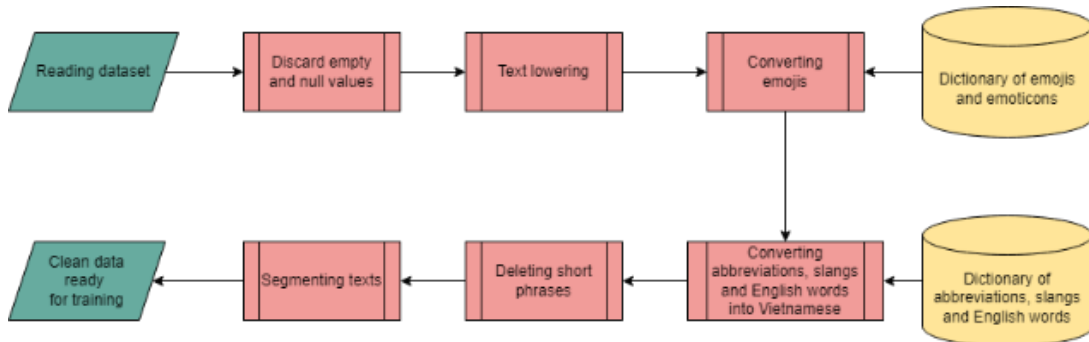 Reading dataset
Discard empty
and null values
Text lowering
Converting
emojis
Dictionary of emojis
and emoticons
Clean data
ready
for training
Segmenting texts
Deleting short
phrases
Converting
abbreviations, slangs
and English words
into Vietnamese
Dictionary of
abbreviations, slangs
and English words